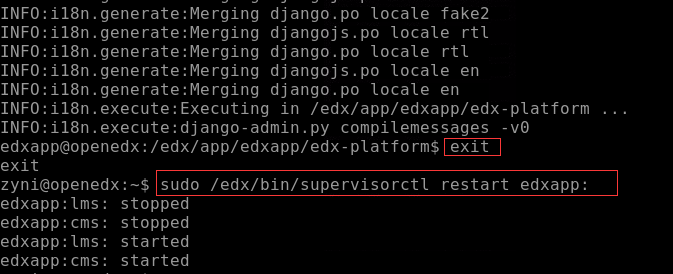 INFO:i18n.generate:Merging django.po locale fake2
INFO:i18n.generate:Merging djangojs.po locale rtl
INFO:i18n.generate:Merging django.po locale rtl
INFO:i18n.generate:Merging djangojs.po locale en
INFO:i18n.generate:Merging django.po locale en
INFO:i18n.execute:Executing in /edx/app/edxapp/edx-platform ...
INFO:i18n.execute:django-admin.py compilemessages -v0
edxapp@openedx:/edx/app/edxapp/edx-platform$ exit
exit
zyni@openedx:~$ sudo /edx/bin/supervisorctl restart edxapp:
edxapp:lms: stopped
edxapp:cms: stopped
edxapp:lms: started
edxapp:cms: started